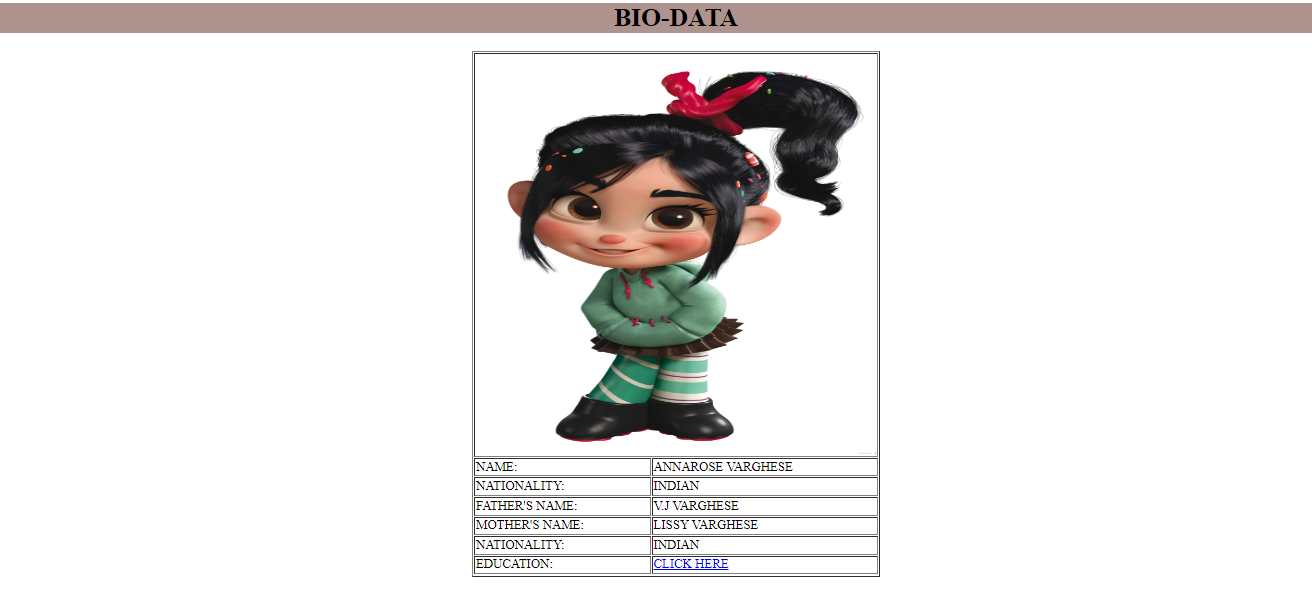 BIO-DATA
NAME: ANNAROSE VARGHESE
NATIONALITY: INDIAN
FATHER'S NAME: V.J VARGHESE
MOTHER'S NAME: LISSY VARGHESE
NATIONALITY: INDIAN
EDUCATION: CLICK HERE